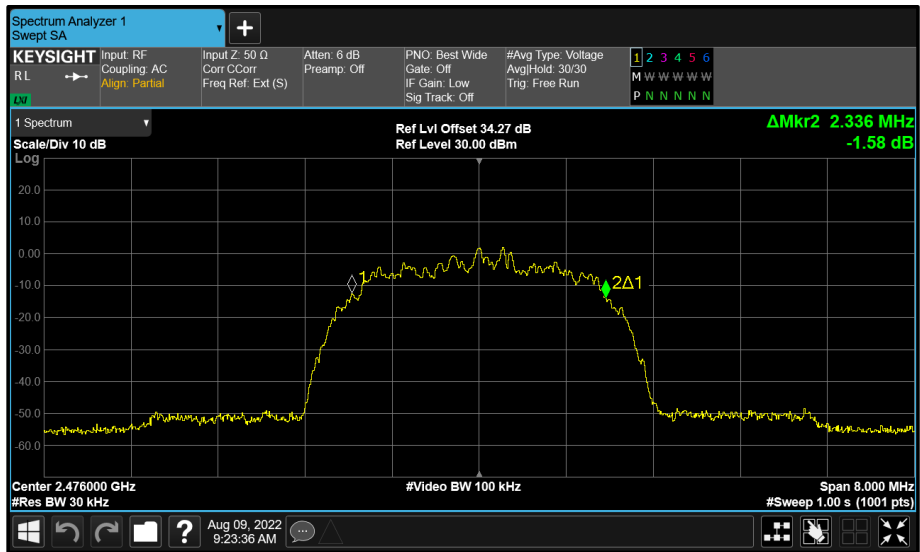 Spectrum Analyzer 1
Swept SA
+
KEYSIGHT
R L
LXI
Input: RF
Coupling: AC
Align: Partial
Input Z: 50 Ω
Corr CCorr
Freq Ref: Ext (S)
Atten: 6 dB
Preamp: Off
PNO: Best Wide
Gate: Off
IF Gain: Low
Sig Track: Off
#Avg Type: Voltage
Avg|Hold: 30/30
Trig: Free Run
1 2 3 4 5 6
M W W W W W
P N N N N N
1 Spectrum
Scale/Div 10 dB
Log
Ref Lvl Offset 34.27 dB
Ref Level 30.00 dBm
ΔMkr2 2.336 MHz
-1.58 dB
20.0
10.0
0.00
-10.0
-20.0
-30.0
-40.0
-50.0
-60.0
1
2Δ1
Center 2.476000 GHz
#Res BW 30 kHz
#Video BW 100 kHz
Span 8.000 MHz
#Sweep 1.00 s (1001 pts)
?
Aug 09, 2022
9:23:36 AM